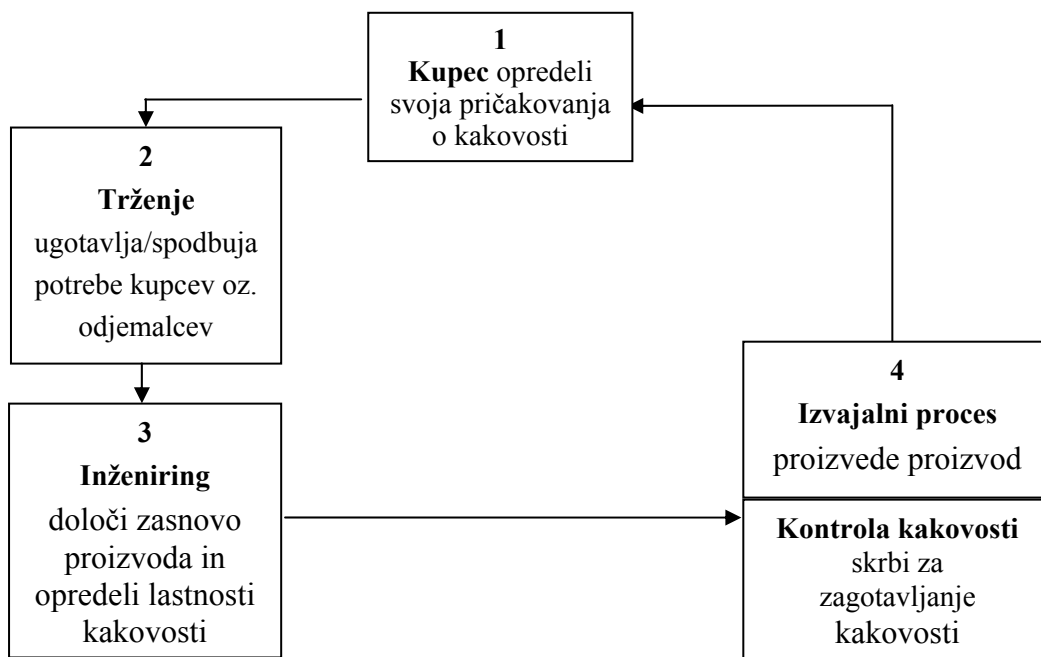 1
Kupec opredeli
svoja pričakovanja
o kakovosti
2
Trženje
ugotavlja/spodbuja
potrebe kupcev oz.
odjemalcev
3
Inženiring
določi zasnovo
proizvoda in
opredeli lastnosti
kakovosti
4
Izvajalni proces
proizvede proizvod
Kontrola kakovosti
skrbi za
zagotavljanje
kakovosti